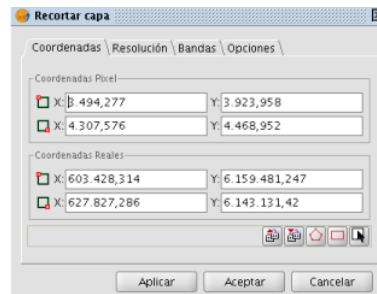 Recortar capa
Coordenadas Resolución Bandas Opciones
Coordenadas Pixel
X: 3.494,277 Y: 3.923,958
X: 4.307,576 Y: 4.468,952
Coordenadas Reales
X: 603.428,314 Y: 6.159.481,247
X: 627.827,286 Y: 6.143.131,42
Aplicar Aceptar Cancelar